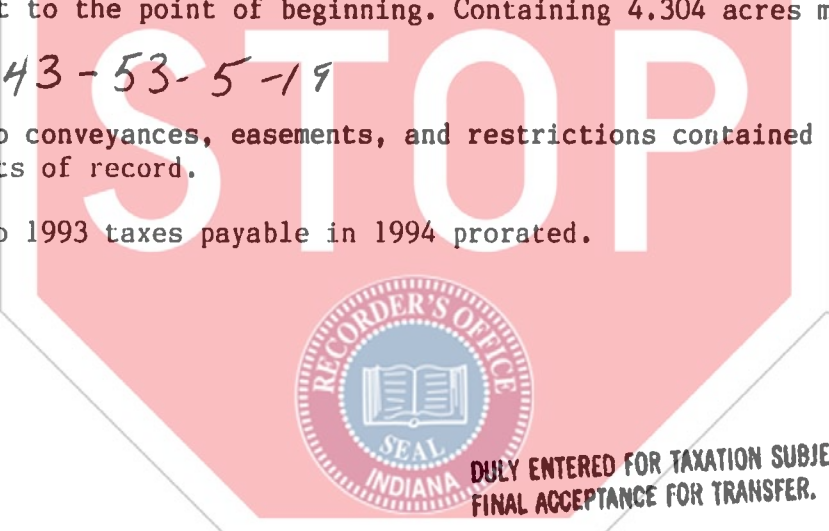 t to the point of beginning. Containing 4.304 acres m
43-53-5-19
o conveyances, easements, and restrictions contained
ts of record.
o 1993 taxes payable in 1994 prorated.
STOP
RECORDER'S OFFICE
SEAL
INDIANA
DULY ENTERED FOR TAXATION SUBJE
FINAL ACCEPTANCE FOR TRANSFER.